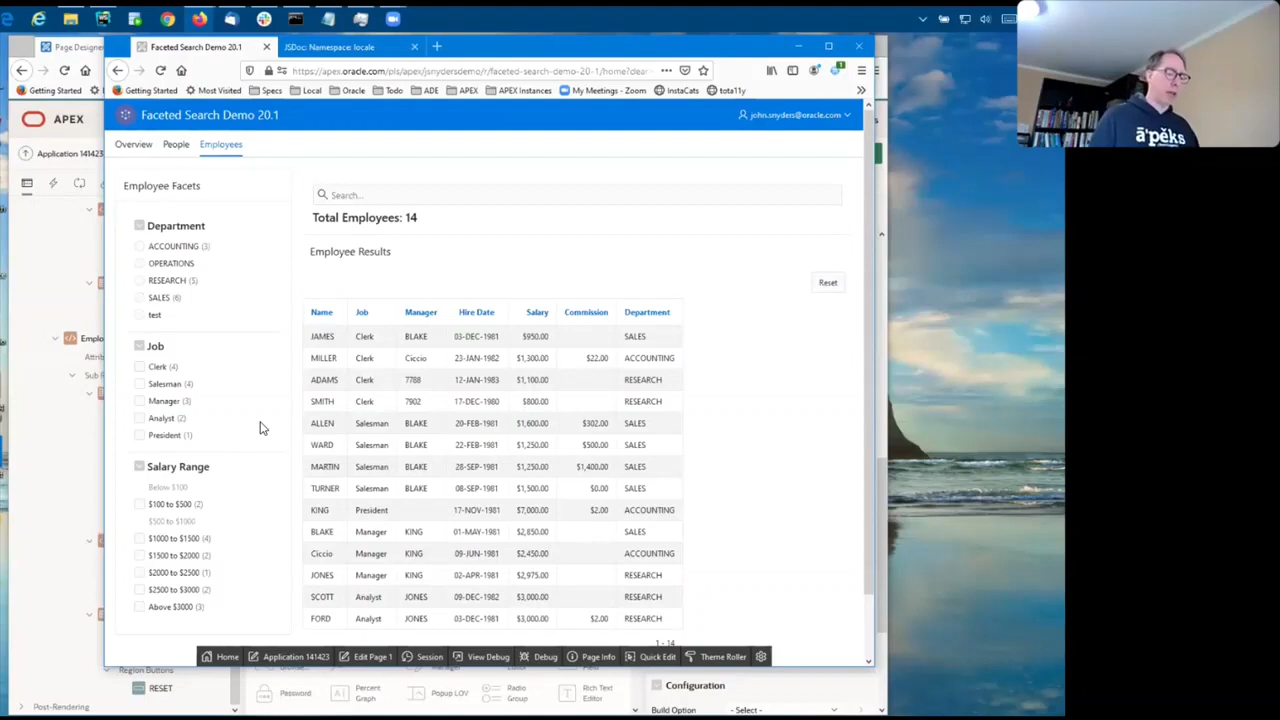 Page Designer
Faceted Search Demo 20.1
JSDoc: Namespace: locale
https://apex.oracle.com/pls/apex/jsnydersdemo/r/faceted-search-demo-20-1/home?clear
Getting Started
Getting Started
Most Visited
Specs
Local
Oracle
Todo
ADE
APEX
APEX Instances
My Meetings - Zoom
InstaCats
tota11y
APEX
Faceted Search Demo 20.1
john.snyders@oracle.com
Application 141423
Overview
People
Employees
Employee Facets
Search...
Total Employees: 14
Employee Results
Reset
Department
ACCOUNTING (3)
OPERATIONS
RESEARCH (5)
SALES (6)
test
Job
Clerk (4)
Salesman (4)
Manager (3)
Analyst (2)
President (1)
Salary Range
Below $100
$100 to $500 (2)
$500 to $1000
$1000 to $1500 (4)
$1500 to $2000 (2)
$2000 to $2500 (1)
$2500 to $3000 (2)
Above $3000 (3)
Name Job Manager Hire Date Salary Commission Department
JAMES Clerk BLAKE 03-DEC-1981 $950.00 SALES
MILLER Clerk Ciccio 23-JAN-1982 $1,300.00 $22.00 ACCOUNTING
ADAMS Clerk 7788 12-JAN-1983 $1,100.00 RESEARCH
SMITH Clerk 7902 17-DEC-1980 $800.00 RESEARCH
ALLEN Salesman BLAKE 20-FEB-1981 $1,600.00 $302.00 SALES
WARD Salesman BLAKE 22-FEB-1981 $1,250.00 $500.00 SALES
MARTIN Salesman BLAKE 28-SEP-1981 $1,250.00 $1,400.00 SALES
TURNER Salesman BLAKE 08-SEP-1981 $1,500.00 $0.00 SALES
KING President 17-NOV-1981 $7,000.00 $2.00 ACCOUNTING
BLAKE Manager KING 01-MAY-1981 $2,850.00 SALES
Ciccio Manager KING 09-JUN-1981 $2,450.00 ACCOUNTING
JONES Manager KING 02-APR-1981 $2,975.00 RESEARCH
SCOTT Analyst JONES 09-DEC-1982 $3,000.00 RESEARCH
FORD Analyst JONES 03-DEC-1981 $3,000.00 $2.00 RESEARCH
1 - 14
Home
Application 141423
Edit Page 1
Session
View Debug
Debug
Page Info
Quick Edit
Theme Roller
Emplo
Attrib
Sub R
Region Buttons
RESET
Post-Rendering
Password
Percent
Graph
Popup LOV
Radio
Group
Rich Text
Editor
Configuration
Build Option
- Select -
ā'pěks